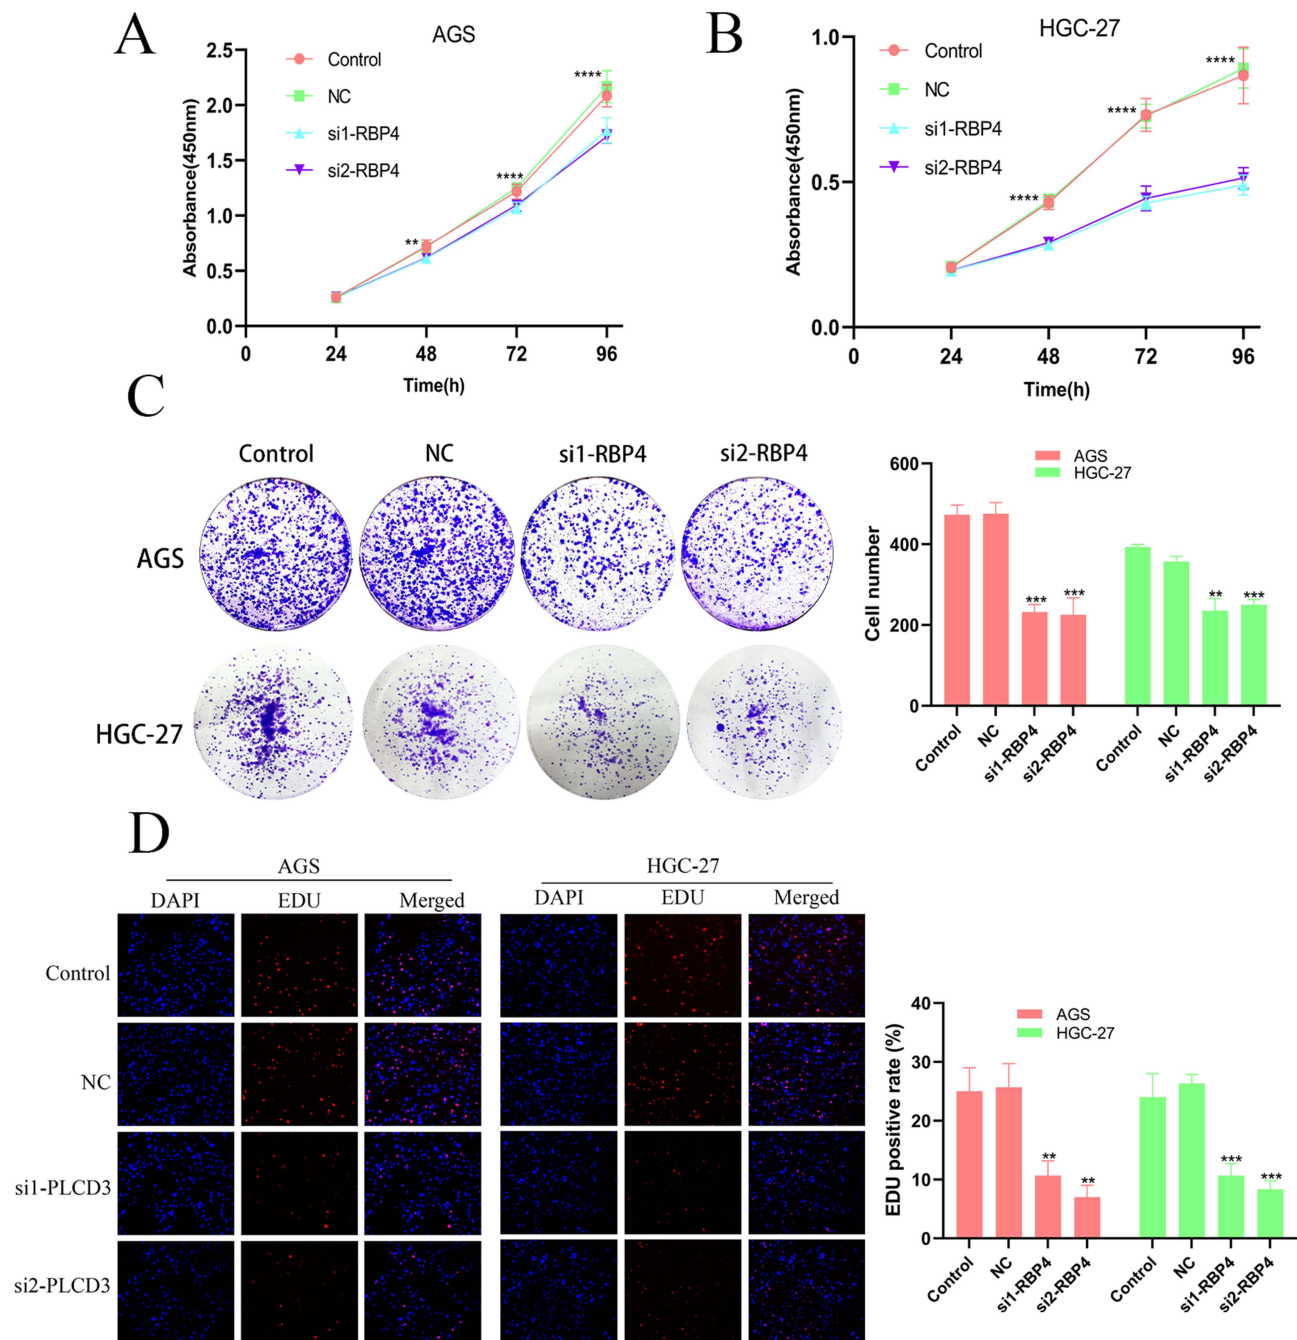 A
AGS
Control
NC
si1-RBP4
si2-RBP4
****
****
**
2.5
2.0
1.5
1.0
0.5
0.0
Absorbance(450nm)
0 24 48 72 96
Time(h)
B
HGC-27
Control
NC
si1-RBP4
si2-RBP4
****
****
****
1.0
0.5
0.0
Absorbance(450nm)
0 24 48 72 96
Time(h)
C
Control NC si1-RBP4 si2-RBP4
AGS
HGC-27
AGS
HGC-27
600
400
200
0
Cell number
*** *** ** ***
Control NC si1-RBP4 si2-RBP4 Control NC si1-RBP4 si2-RBP4
D
AGS HGC-27
DAPI EDU Merged DAPI EDU Merged
Control
NC
si1-PLCD3
si2-PLCD3
AGS
HGC-27
40
30
20
10
0
EDU positive rate (%)
** ** *** ***
Control NC si1-RBP4 si2-RBP4 Control NC si1-RBP4 si2-RBP4